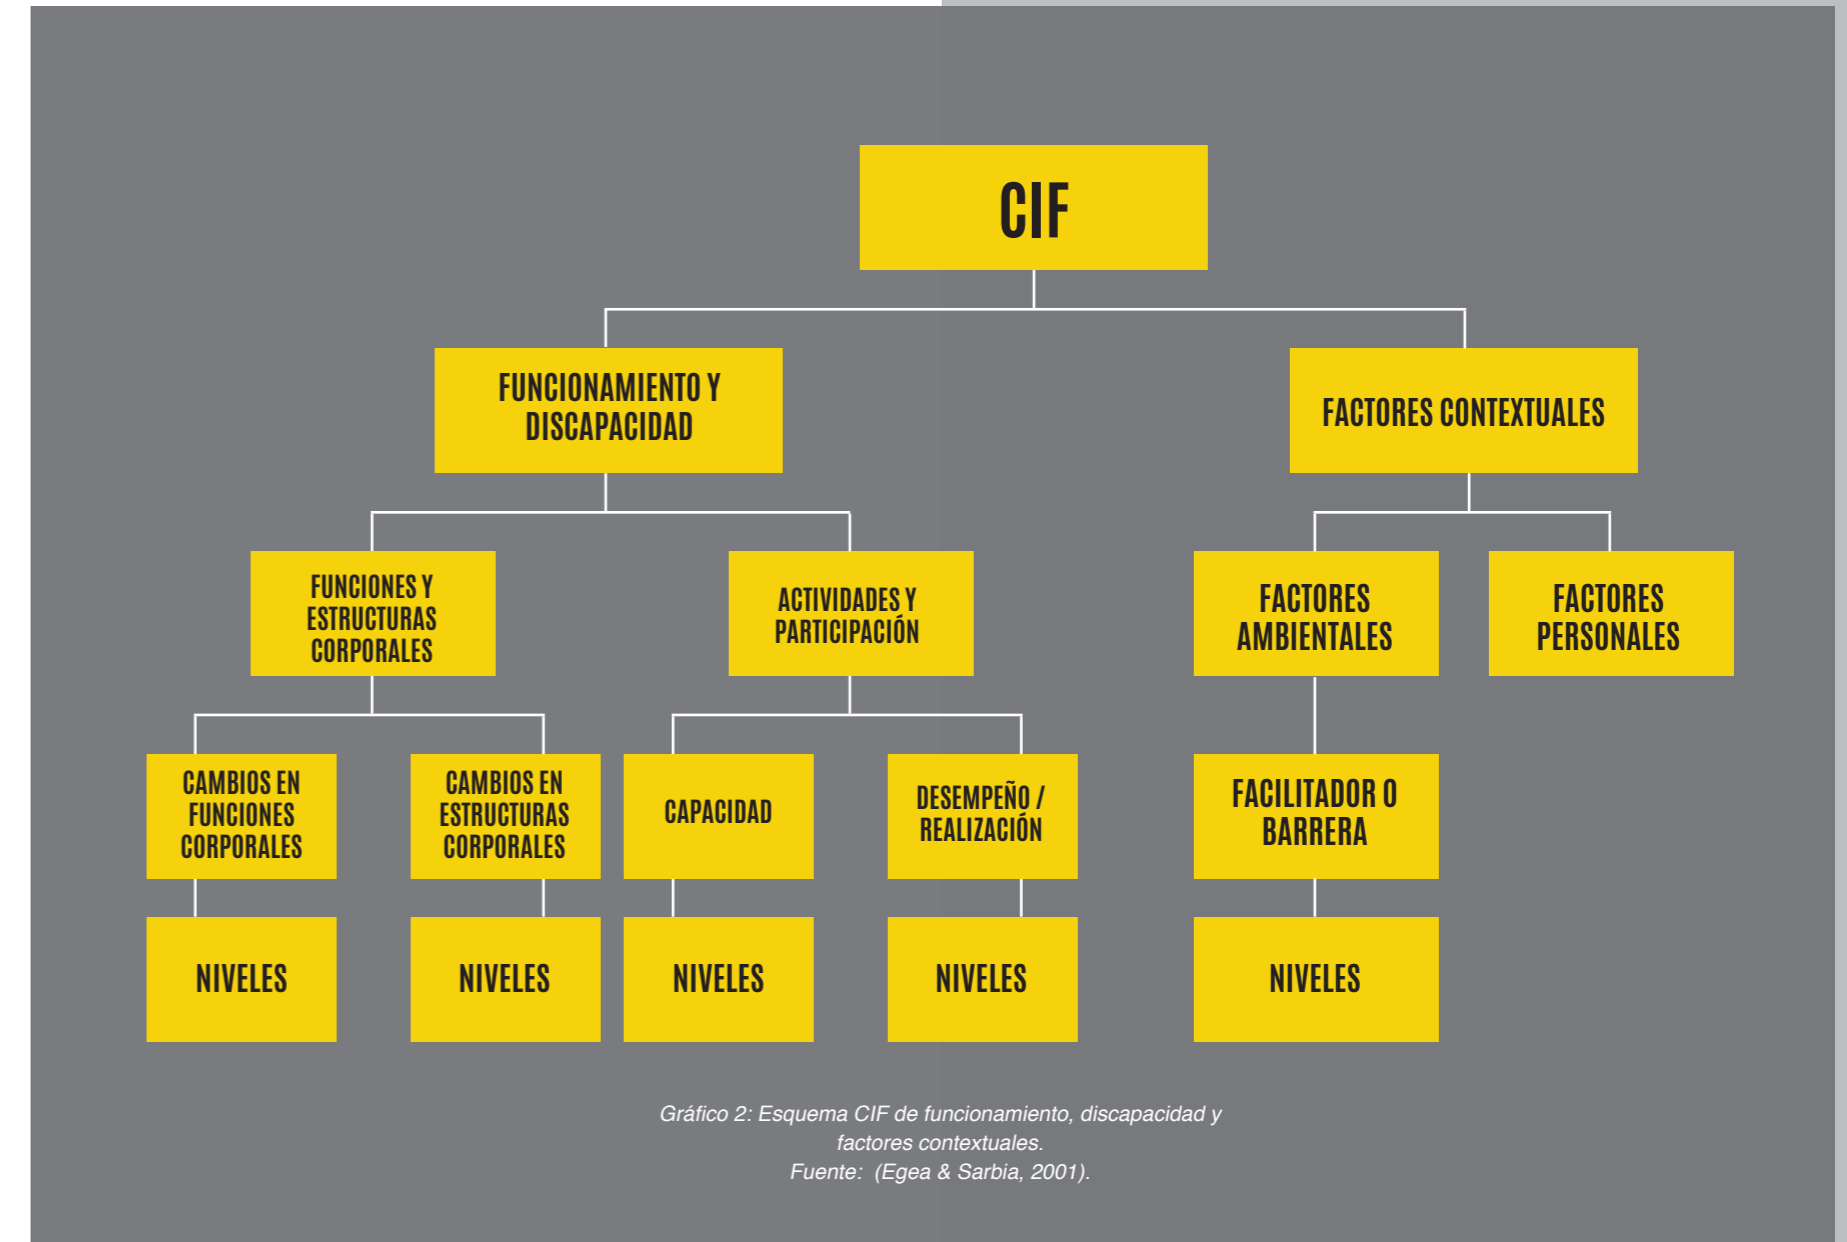 CIF
FUNCIONAMIENTO Y
DISCAPACIDAD
FACTORES CONTEXTUALES
FUNCIONES Y
ESTRUCTURAS
CORPORALES
ACTIVIDADES Y
PARTICIPACIÓN
FACTORES
AMBIENTALES
FACTORES
PERSONALES
CAMBIOS EN
FUNCIONES
CORPORALES
CAMBIOS EN
ESTRUCTURAS
CORPORALES
CAPACIDAD
DESEMPEÑO /
REALIZACIÓN
FACILITADOR O
BARRERA
NIVELES
NIVELES
NIVELES
NIVELES
NIVELES
Gráfico 2: Esquema CIF de funcionamiento, discapacidad y
factores contextuales.
Fuente:  (Egea & Sarbia, 2001).